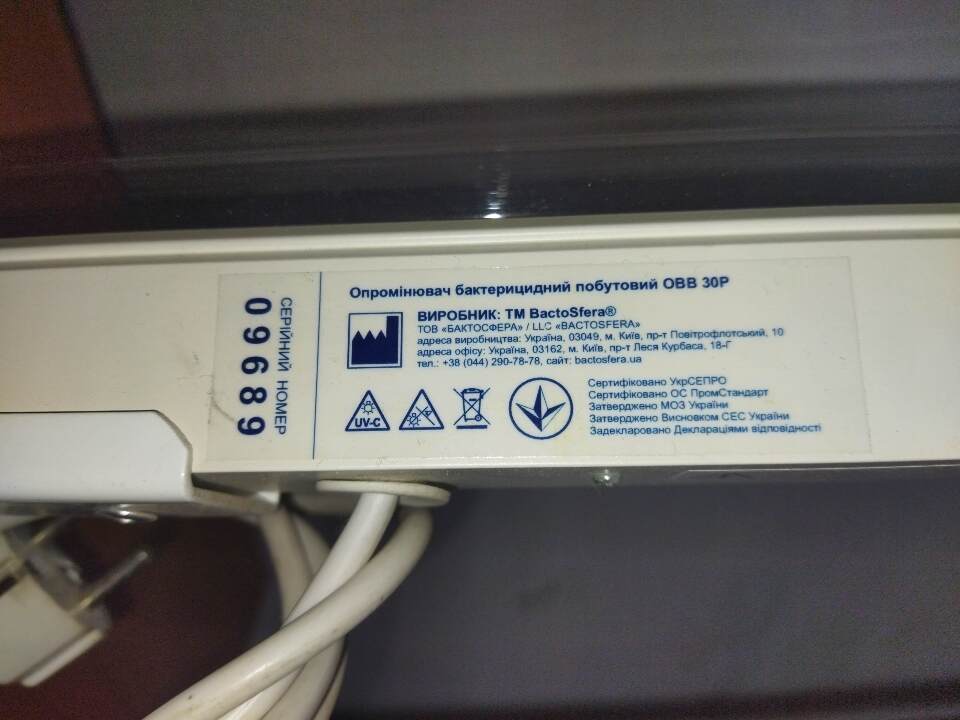 СЕРІЙНИЙ НОМЕР
099689
Опромінювач бактерицидний побутовий ОВВ 30Р
ВИРОБНИК: ТМ BactoSfera®
ТОВ «БАКТОСФЕРА» / LLC «BACTOSFERA»
адреса виробництва: Україна, 03049, м. Київ, пр-т Повітрофлотський, 10
адреса офісу: Україна, 03162, м. Київ, пр-т Леся Курбаса, 18-Г
тел.: +38 (044) 290-78-78, сайт: bactosfera.ua
UV-C
Сертифіковано УкрСЕПРО
Сертифіковано ОС ПромСтандарт
Затверджено МОЗ України
Затверджено Висновком СЕС України
Задекларовано Деклараціями відповідності